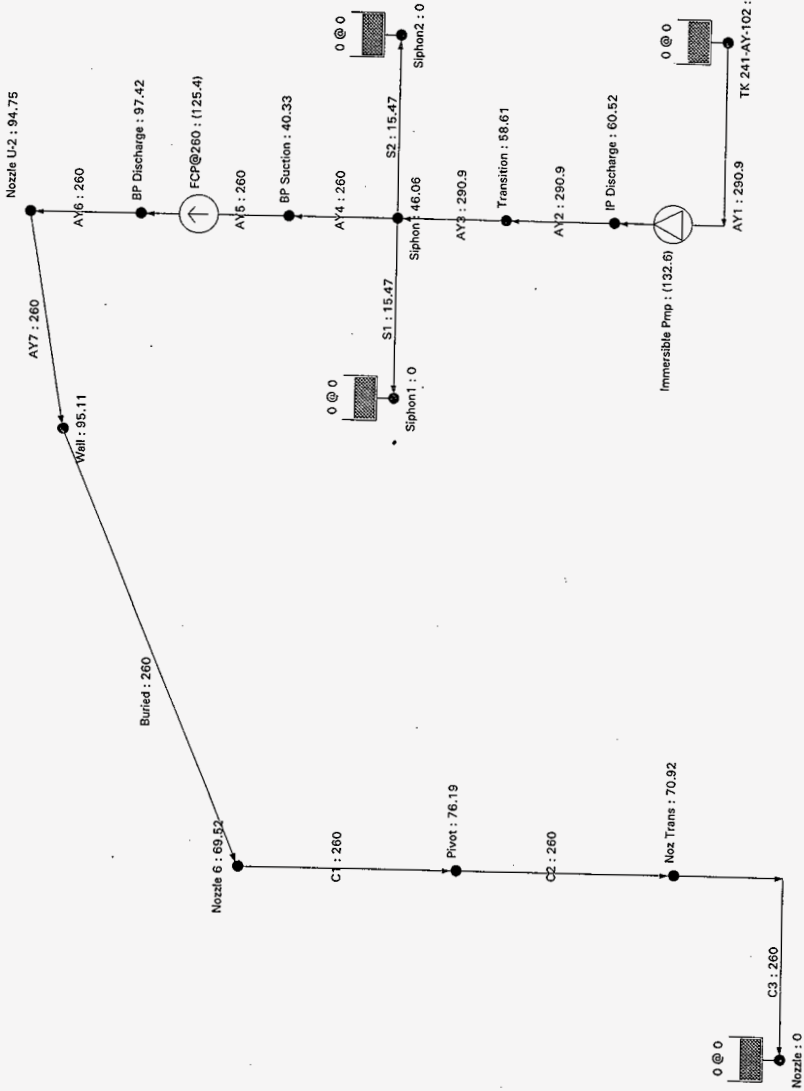 Nozzle U-2 : 94.75
AY6 : 260
BP Discharge : 97.42
FCP@260 : (125.4)
AY5 : 260
BP Suction : 40.33
AY4 : 260
0 @ 0
Siphon2 : 0
S2 : 15.47
Siphon : 46.06
S1 : 15.47
0 @ 0
Siphon1 : 0
AY3 : 290.9
Transition : 58.61
AY2 : 290.9
IP Discharge : 60.52
Immersible Pmp : (132.6)
AY1 : 290.9
0 @ 0
TK 241-AY-102 :
AY7 : 260
Wall : 95.11
Buried : 260
Nozzle 6 : 69.52
C1 : 260
Pivot : 76.19
C2 : 260
Noz Trans : 70.92
C3 : 260
0 @ 0
Nozzle : 0